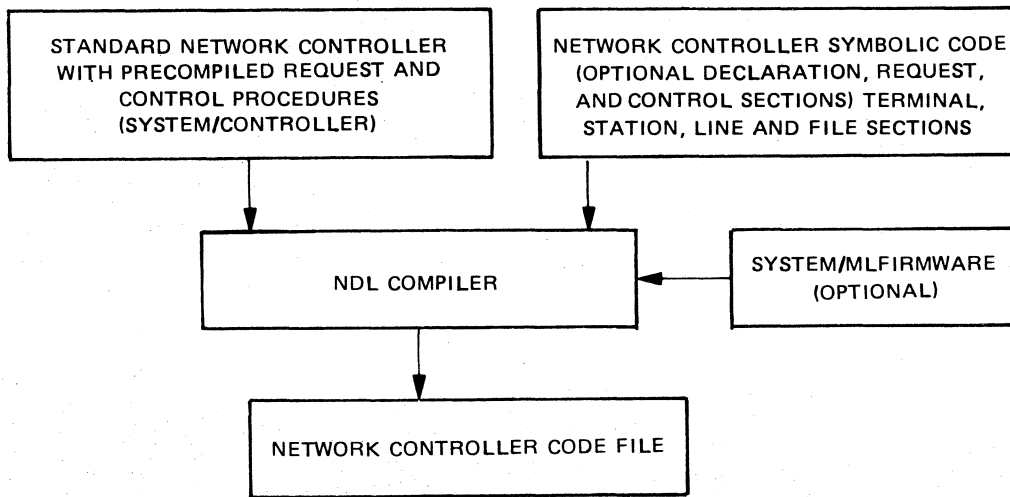 STANDARD NETWORK CONTROLLER
WITH PRECOMPILED REQUEST AND
CONTROL PROCEDURES
(SYSTEM/CONTROLLER)
NETWORK CONTROLLER SYMBOLIC CODE
(OPTIONAL DECLARATION, REQUEST,
AND CONTROL SECTIONS) TERMINAL,
STATION, LINE AND FILE SECTIONS
NDL COMPILER
SYSTEM/MLFIRMWARE
(OPTIONAL)
NETWORK CONTROLLER CODE FILE